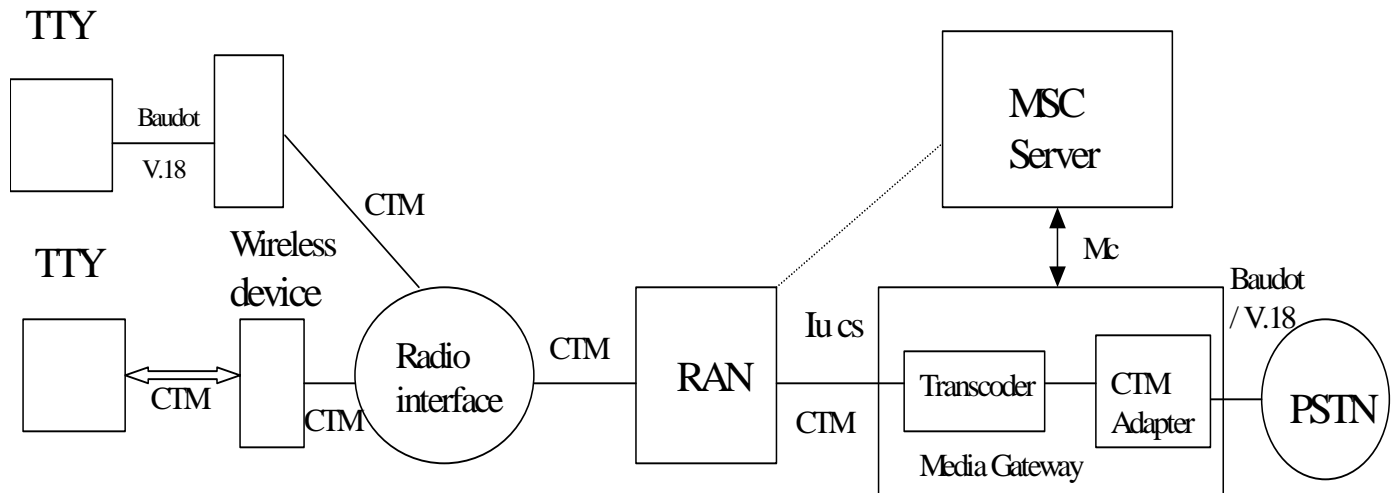 TTY
Baudot
V.18
CTM
MSC
Server
Mc
TTY
Wireless
device
CTM
CTM
Radio
interface
CTM
RAN
Iu cs
CTM
Transcoder
CTM
Adapter
Media Gateway
Baudot
/ V.18
PSTN